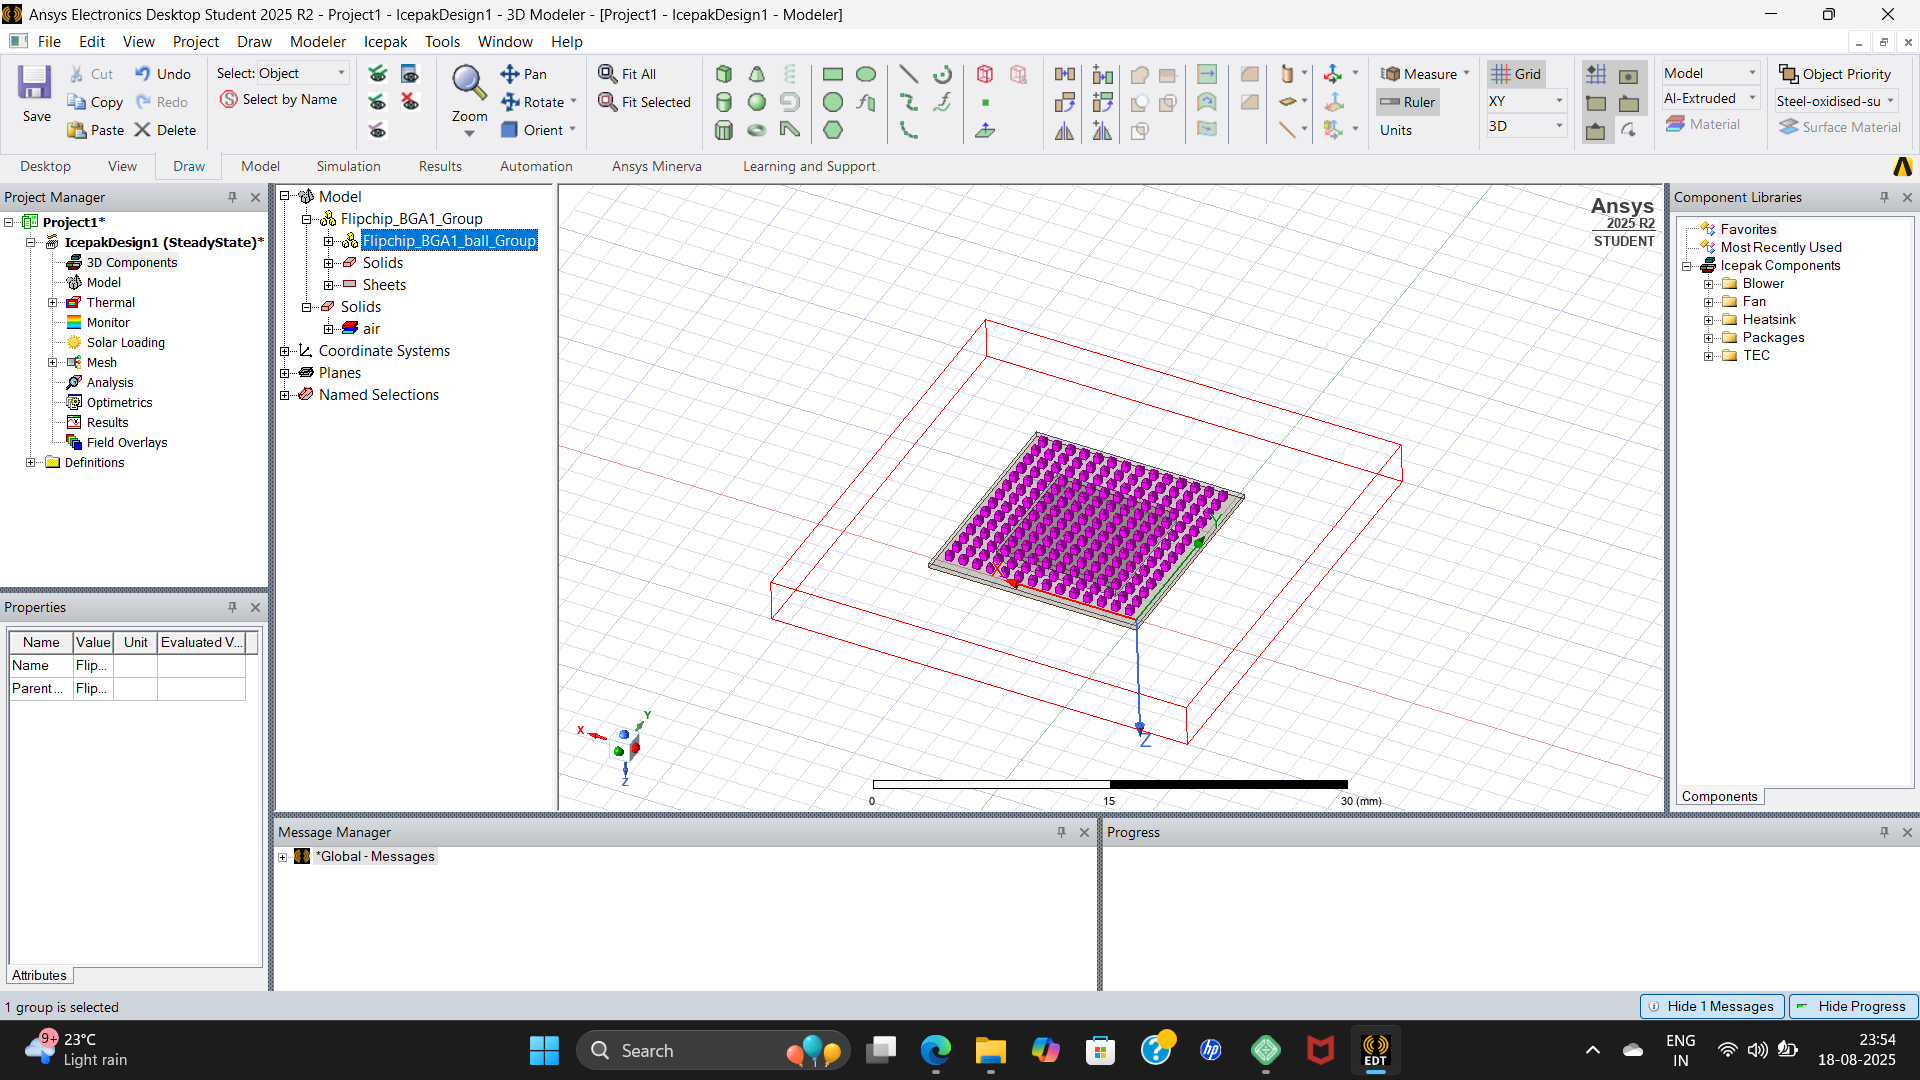 Ansys Electronics Desktop Student 2025 R2 - Project1 - IcepakDesign1 - 3D Modeler - [Project1 - IcepakDesign1 - Modeler]
File Edit View Project Draw Modeler Icepak Tools Window Help
Save
Cut
Copy
Paste
Undo
Redo
Delete
Select: Object
Select by Name
Zoom
Pan
Rotate
Orient
Fit All
Fit Selected
Measure
Ruler
Units
Grid
XY
3D
Model
Al-Extruded
Material
Object Priority
Steel-oxidised-su
Surface Material
Desktop View Draw Model Simulation Results Automation Ansys Minerva Learning and Support
Project Manager
Project1*
IcepakDesign1 (SteadyState)*
3D Components
Model
Thermal
Monitor
Solar Loading
Mesh
Analysis
Optimetrics
Results
Field Overlays
Definitions
Properties
Name Value Unit Evaluated V...
Name Flip...
Parent ... Flip...
Attributes
Model
Flipchip_BGA1_Group
Flipchip_BGA1_ball_Group
Solids
Sheets
Solids
air
Coordinate Systems
Planes
Named Selections
Ansys
2025 R2
STUDENT
X
Y
Z
X
Y
Z
0 15 30 (mm)
Component Libraries
Favorites
Most Recently Used
Icepak Components
Blower
Fan
Heatsink
Packages
TEC
Components
Message Manager
*Global - Messages
Progress
1 group is selected
Hide 1 Messages
Hide Progress
9+
23°C
Light rain
Search
hp
EDT
ENG
IN
23:54
18-08-2025